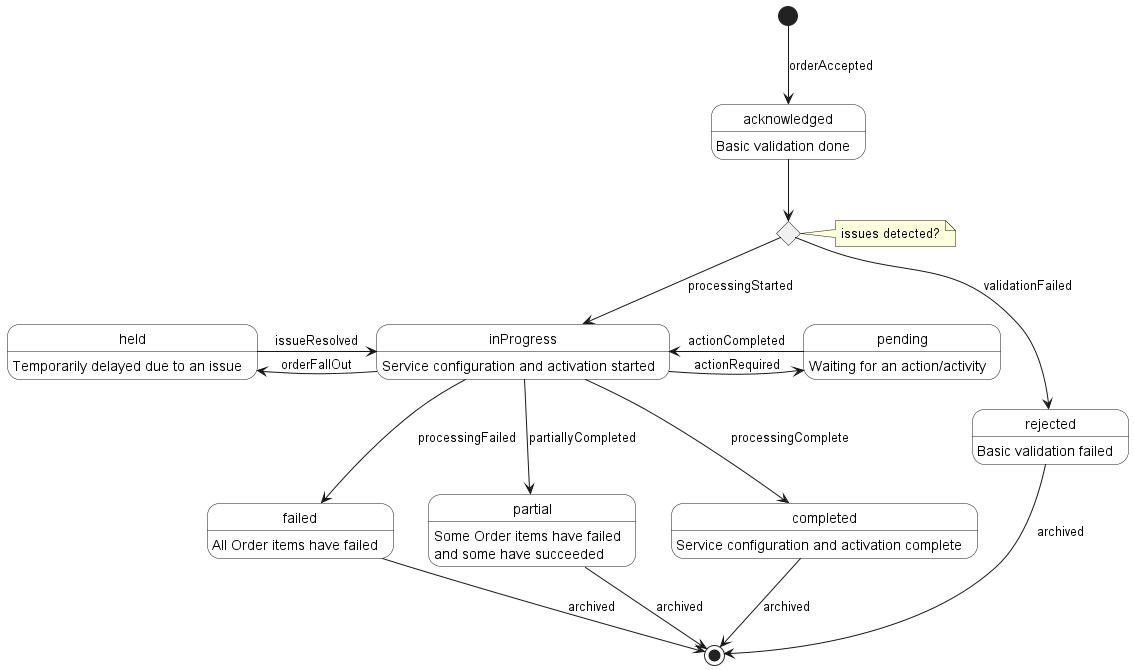 orderAccepted
acknowledged
Basic validation done
issues detected?
processingStarted
validationFailed
held
Temporarily delayed due to an issue
issueResolved
orderFallOut
inProgress
Service configuration and activation started
actionCompleted
actionRequired
pending
Waiting for an action/activity
rejected
Basic validation failed
processingFailed
partiallyCompleted
processingComplete
failed
All Order items have failed
partial
Some Order items have failed
and some have succeeded
completed
Service configuration and activation complete
archived
archived
archived
archived